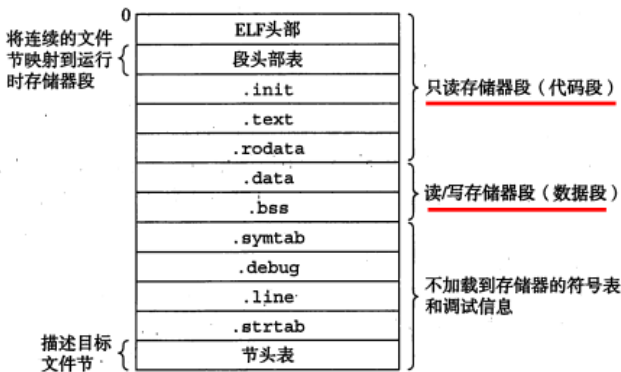 0
将连续的文件
节映射到运行
时存储器段
ELF头部
段头部表
.init
.text
.rodata
.data
.bss
.symtab
.debug
.line
.strtab
节头表
只读存储器段（代码段）
读/写存储器段（数据段）
不加载到存储器的符号表
和调试信息
描述目标
文件节